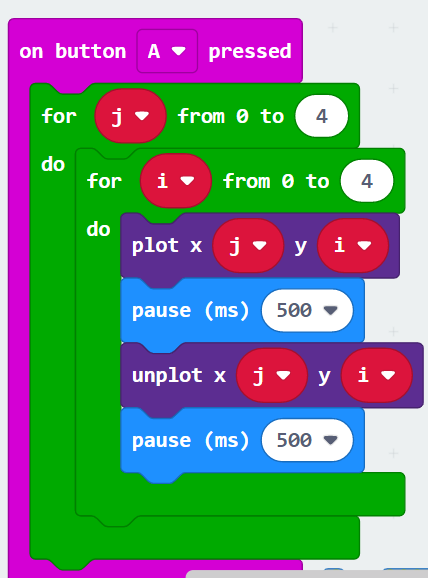 on button A pressed
for j from 0 to 4
do
for i from 0 to 4
do
plot x j y i
pause (ms) 500
unplot x j y i
pause (ms) 500